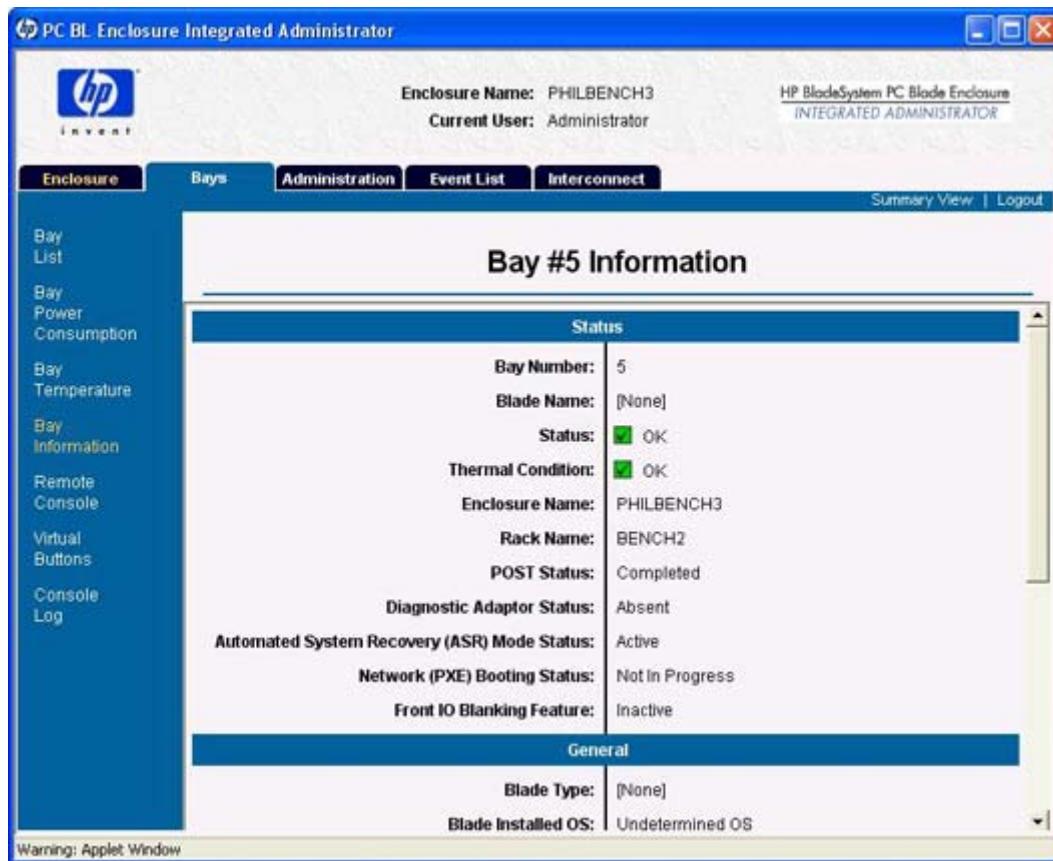 PC BL Enclosure Integrated Administrator
hp
invent
Enclosure Name: PHILBENCH3
Current User: Administrator
HP BladeSystem PC Blade Enclosure
INTEGRATED ADMINISTRATOR
Enclosure Bays Administration Event List Interconnect
Summary View | Logout
Bay
List
Bay
Power
Consumption
Bay
Temperature
Bay
Information
Remote
Console
Virtual
Buttons
Console
Log
Bay #5 Information
Status
Bay Number: 5
Blade Name: [None]
Status: OK
Thermal Condition: OK
Enclosure Name: PHILBENCH3
Rack Name: BENCH2
POST Status: Completed
Diagnostic Adaptor Status: Absent
Automated System Recovery (ASR) Mode Status: Active
Network (PXE) Booting Status: Not In Progress
Front IO Blanking Feature: Inactive
General
Blade Type: [None]
Blade Installed OS: Undetermined OS
Warning: Applet Window